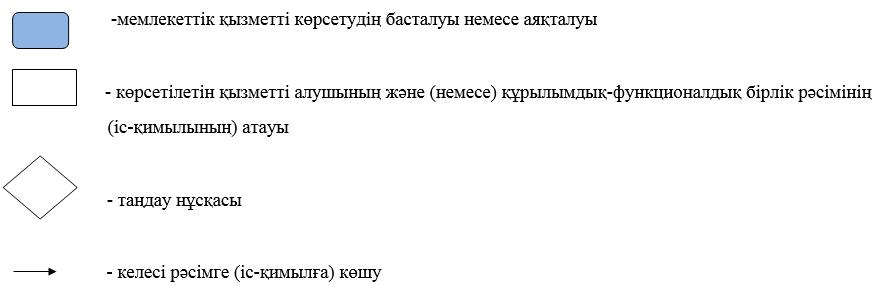 -мемлекеттік қызметті көрсетудің басталуы немесе аяқталуы
- көрсетілетін қызметті алушының және (немесе) құрылымдық-функционалдық бірлік рәсімінің
(іс-қимылының) атауы
- таңдау нұсқасы
- келесі рәсімге (іс-қимылға) көшу